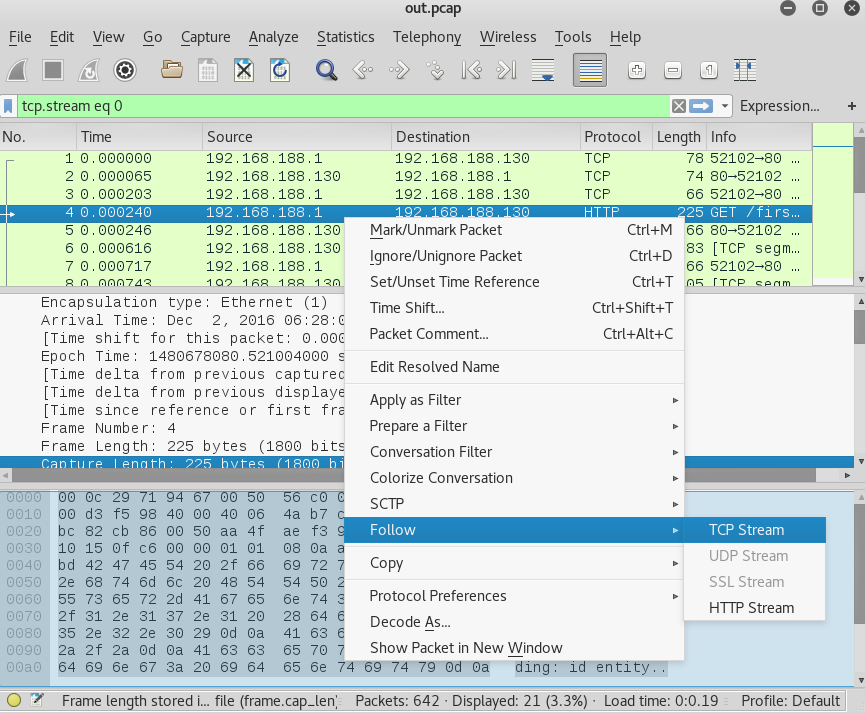 out.pcap
File Edit View Go Capture Analyze Statistics Telephony Wireless Tools Help
tcp.stream eq 0 Expression... +
No. Time Source Destination Protocol Length Info
1 0.000000 192.168.188.1 192.168.188.130 TCP 78 52102→80 …
2 0.000065 192.168.188.130 192.168.188.1 TCP 74 80→52102 …
3 0.000203 192.168.188.1 192.168.188.130 TCP 66 52102→80 …
4 0.000240 192.168.188.1 192.168.188.130 HTTP 225 GET /firs…
5 0.000246 192.168.188.130 66 80→52102 …
6 0.000616 192.168.188.130 83 [TCP segm…
7 0.000717 192.168.188.1 66 52102→80 …
8 0.000743 192.168.188.130 05 [TCP segm…
Mark/Unmark Packet Ctrl+M
Ignore/Unignore Packet Ctrl+D
Set/Unset Time Reference Ctrl+T
Time Shift... Ctrl+Shift+T
Packet Comment... Ctrl+Alt+C
Edit Resolved Name
Apply as Filter
Prepare a Filter
Conversation Filter
Colorize Conversation
SCTP
Follow
Copy
Protocol Preferences
Decode As...
Show Packet in New Window
TCP Stream
UDP Stream
SSL Stream
HTTP Stream
Encapsulation type: Ethernet (1)
Arrival Time: Dec 2, 2016 06:28:0
[Time shift for this packet: 0.000
Epoch Time: 1480678080.521004000 s
[Time delta from previous captured
[Time delta from previous displaye
[Time since reference or first fra
Frame Number: 4
Frame Length: 225 bytes (1800 bits
Capture Length: 225 bytes (1800 bi
0000 00 0c 29 71 94 67 00 50 56 c0 0
0010 00 d3 f5 98 40 00 40 06 4a b7 c
0020 bc 82 cb 86 00 50 aa 4f ae f3 9
0030 10 15 0f c6 00 00 01 01 08 0a a
0040 bd 42 47 45 54 20 2f 66 69 72 7
0050 2e 68 74 6d 6c 20 48 54 54 50 2
0060 55 73 65 72 2d 41 67 65 6e 74 3
0070 2f 31 2e 31 37 2e 31 20 28 64 6
0080 35 2e 32 2e 30 29 0d 0a 41 63 6
0090 2a 2f 2a 0d 0a 41 63 63 65 70 7
00a0 64 69 6e 67 3a 20 69 64 65 6e 74 69 74 79 0d 0a ding: id entity..
Frame length stored i... file (frame.cap_len) Packets: 642 · Displayed: 21 (3.3%) · Load time: 0:0.19 Profile: Default